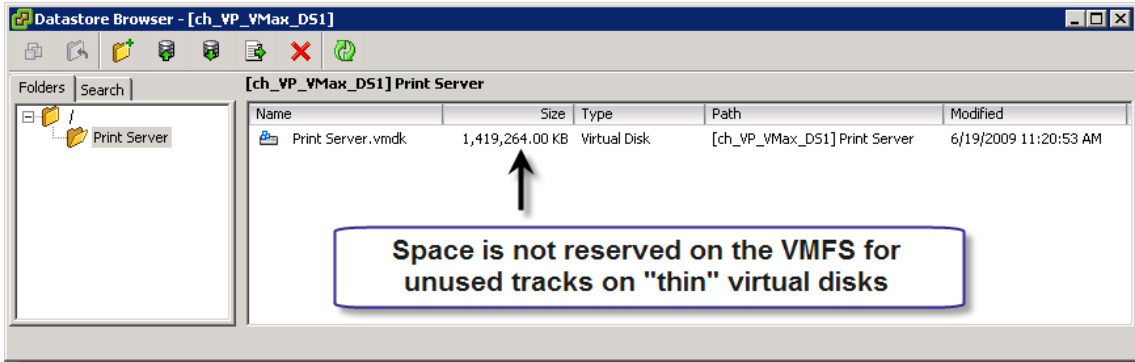 Datastore Browser - [ch_VP_VMax_DS1]
Folders Search
[ch_VP_VMax_DS1] Print Server
/
Print Server
Name Size Type Path Modified
Print Server.vmdk 1,419,264.00 KB Virtual Disk [ch_VP_VMax_DS1] Print Server 6/19/2009 11:20:53 AM
Space is not reserved on the VMFS for
unused tracks on "thin" virtual disks